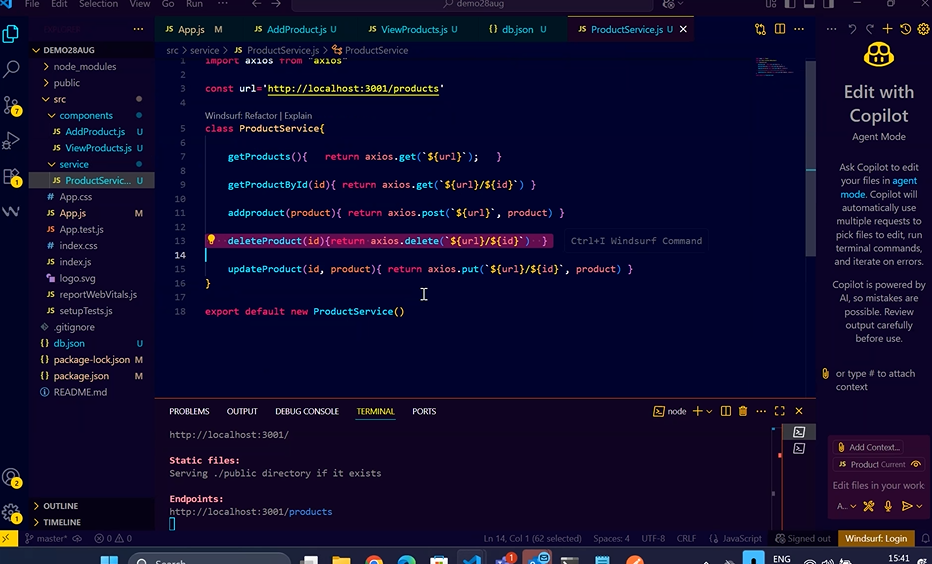 File Edit Selection View Go Run ··· demo28aug
JS App.js M JS AddProduct.js U JS ViewProducts.js U {} db.json U JS ProductService.js U
DEMO28AUG
node_modules
public
src
components
JS AddProduct.js U
JS ViewProducts.js U
service
JS ProductServic... U
# App.css
JS App.js M
JS App.test.js
# index.css
JS index.js
logo.svg
JS reportWebVitals.js
JS setupTests.js
.gitignore
{} db.json U
{} package-lock.json M
{} package.json M
README.md
OUTLINE
TIMELINE
src > service > JS ProductService.js > ProductService
1 import axios from "axios"
2
3 const url='http://localhost:3001/products'
4
Windsurf: Refactor | Explain
5 class ProductService{
6
7 getProducts(){ return axios.get(`${url}`); }
8
9 getProductById(id){ return axios.get(`${url}/${id}`) }
10
11 addproduct(product){ return axios.post(`${url}`, product) }
12
13 deleteProduct(id){return axios.delete(`${url}/${id}`) } Ctrl+I Windsurf Command
14
15 updateProduct(id, product){ return axios.put(`${url}/${id}`, product) }
16 }
17
18 export default new ProductService()
PROBLEMS OUTPUT DEBUG CONSOLE TERMINAL PORTS
node
http://localhost:3001/
Static files:
Serving ./public directory if it exists
Endpoints:
http://localhost:3001/products
Edit with
Copilot
Agent Mode
Ask Copilot to edit
your files in agent
mode. Copilot will
automatically use
multiple requests to
pick files to edit, run
terminal commands,
and iterate on errors.
Copilot is powered by
AI, so mistakes are
possible. Review
output carefully
before use.
or type # to attach
context
Add Context...
JS Product Current
Edit files in your work
A..
7
1
2
1
master* 0 0 Ln 14, Col 1 (62 selected) Spaces: 4 UTF-8 CRLF {} JavaScript Signed out Windsurf: Login
Search
1
ENG
15:41